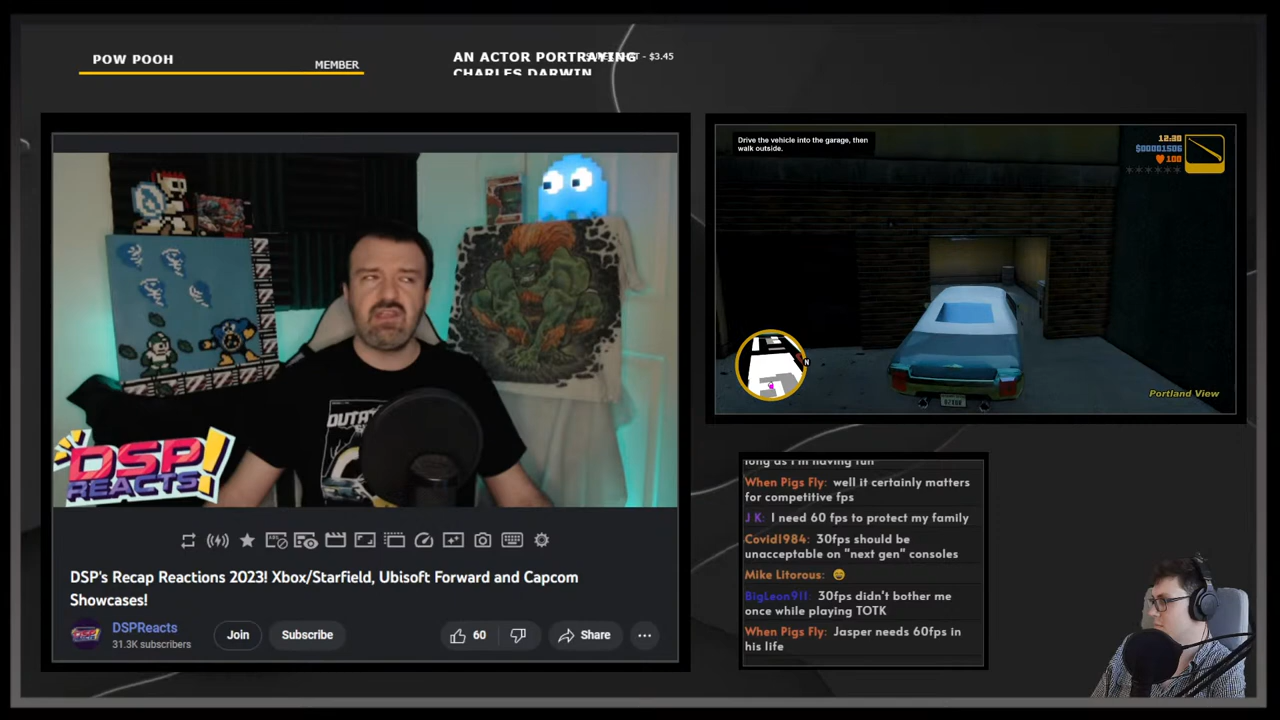 POW POOH
MEMBER
AN ACTOR PORTRAYING
- $3.45
CHARLES DARWIN
Drive the vehicle into the garage, then
walk outside.
12:30
$00001506
100
Portland View
DSP
REACTS!
DSP's Recap Reactions 2023! Xbox/Starfield, Ubisoft Forward and Capcom
Showcases!
DSPReacts
31.3K subscribers
Join
Subscribe
60
Share
long as I'm having fun
When Pigs Fly: well it certainly matters
for competitive fps
J K: I need 60 fps to protect my family
Covid1984: 30fps should be
unacceptable on "next gen" consoles
Mike Litorous: 😄
BigLeon911: 30fps didn't bother me
once while playing TOTK
When Pigs Fly: Jasper needs 60fps in
his life